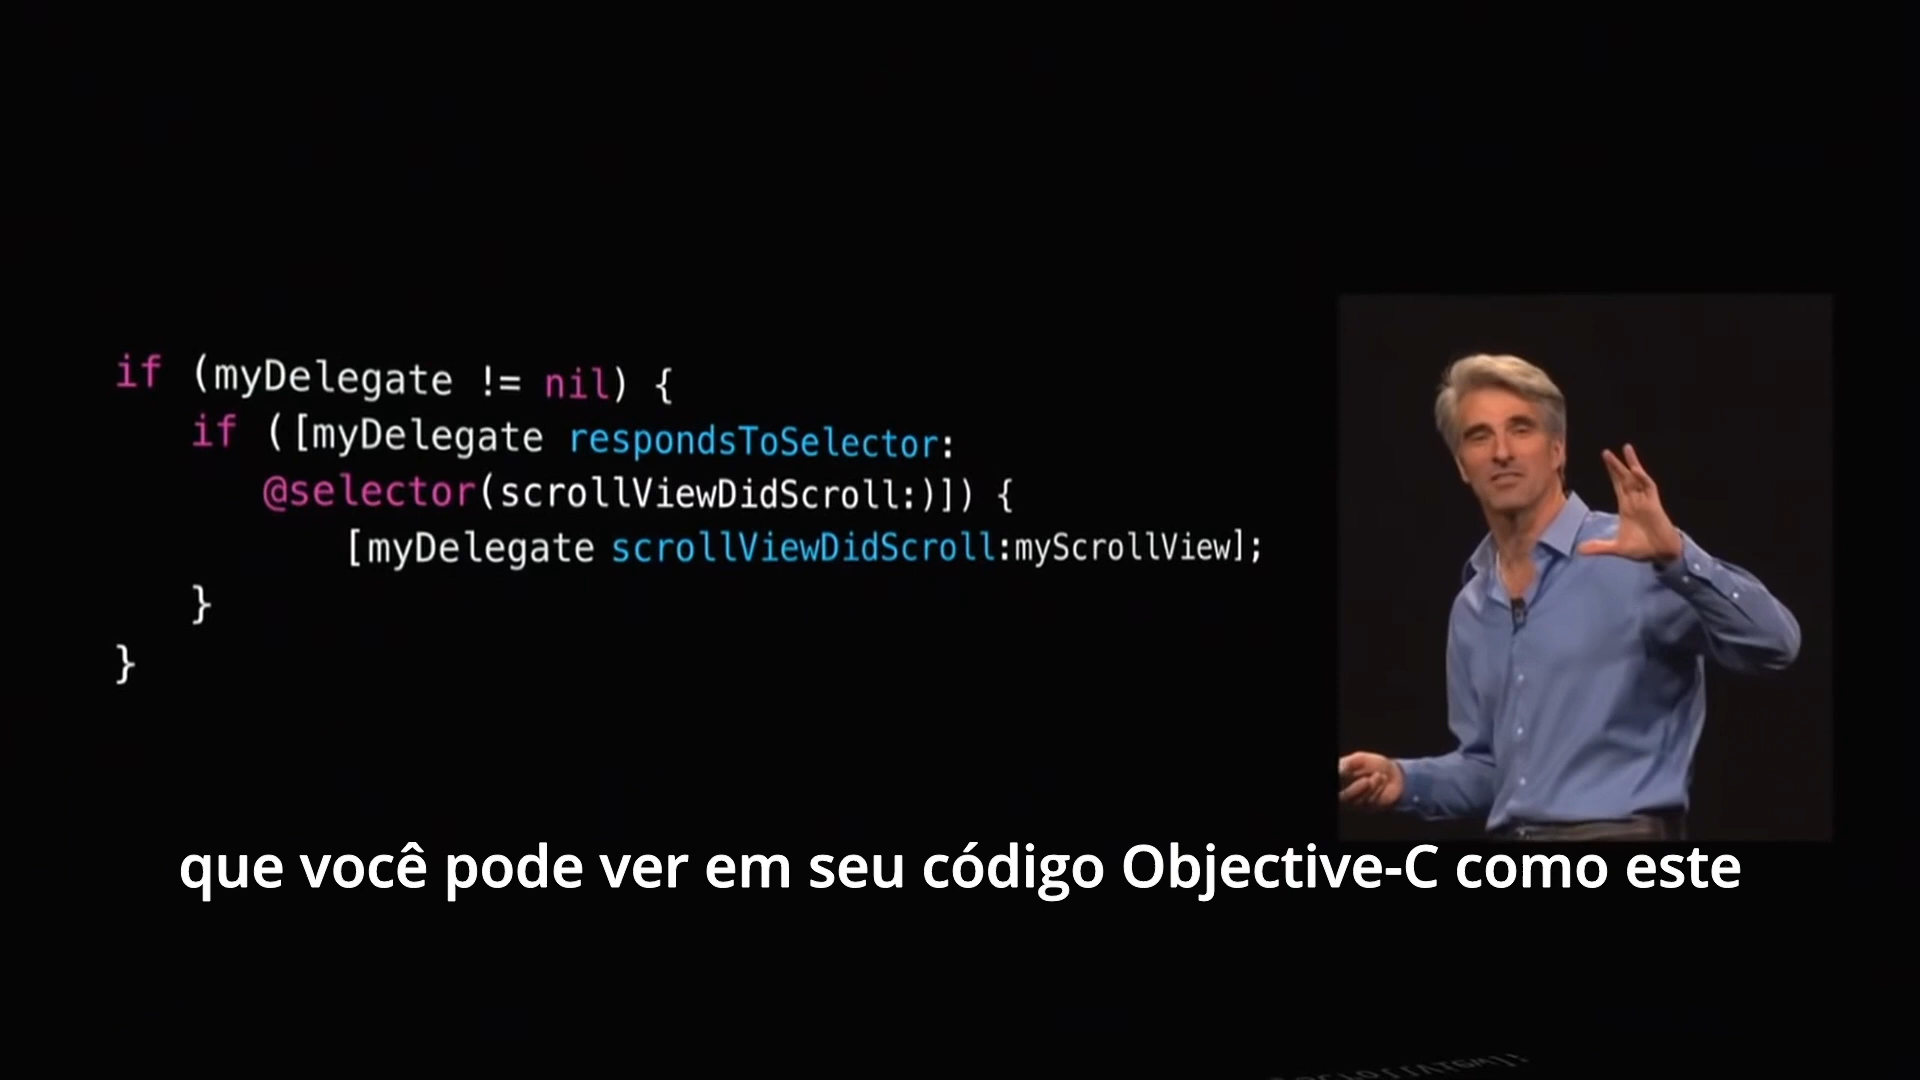 if (myDelegate != nil) {
if ([myDelegate respondsToSelector:
@selector(scrollViewDidScroll:)]) {
[myDelegate scrollViewDidScroll:myScrollView];
}
}
que você pode ver em seu código Objective-C como este